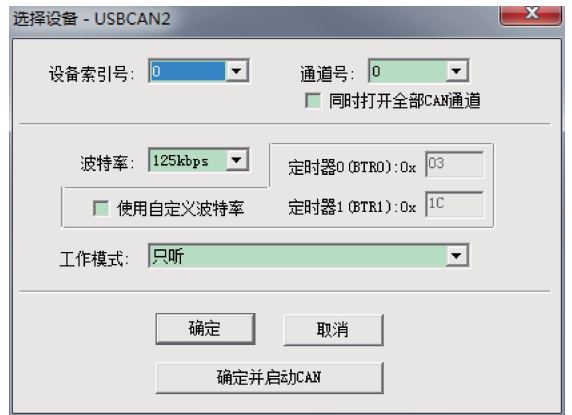 选择设备 - USBCAN2
设备索引号: 0 通道号: 0
同时打开全部CAN通道
波特率: 125kbps 定时器0(BTR0):0x 03
使用自定义波特率 定时器1(BTR1):0x 1C
工作模式: 只听
确定 取消
确定并启动CAN